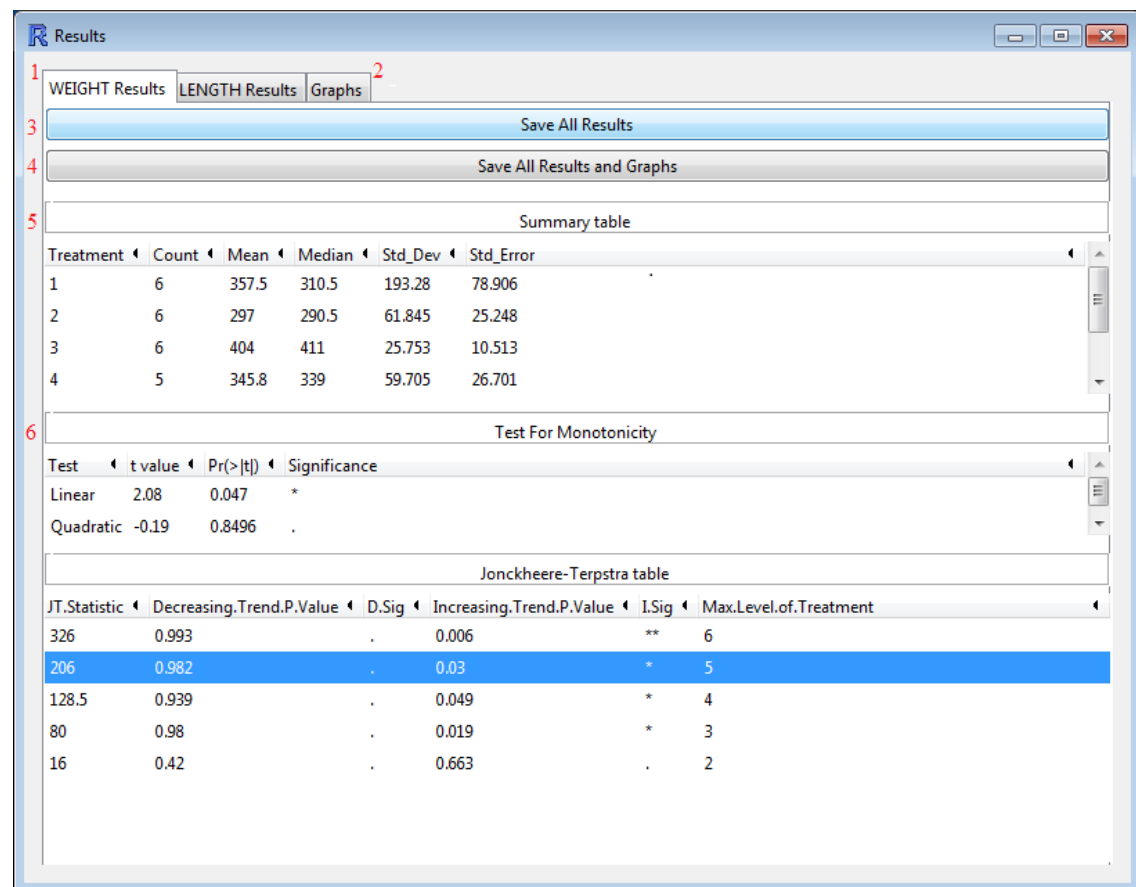 R Results
1 2
WEIGHT Results LENGTH Results Graphs
3 Save All Results
4 Save All Results and Graphs
5 Summary table
Treatment Count Mean Median Std_Dev Std_Error
1 6 357.5 310.5 193.28 78.906
2 6 297 290.5 61.845 25.248
3 6 404 411 25.753 10.513
4 5 345.8 339 59.705 26.701
6 Test For Monotonicity
Test t value Pr(>|t|) Significance
Linear 2.08 0.047 *
Quadratic -0.19 0.8496 .
Jonckheere-Terpstra table
JT.Statistic Decreasing.Trend.P.Value D.Sig Increasing.Trend.P.Value I.Sig Max.Level.of.Treatment
326 0.993 . 0.006 ** 6
206 0.982 . 0.03 * 5
128.5 0.939 . 0.049 * 4
80 0.98 . 0.019 * 3
16 0.42 . 0.663 . 2